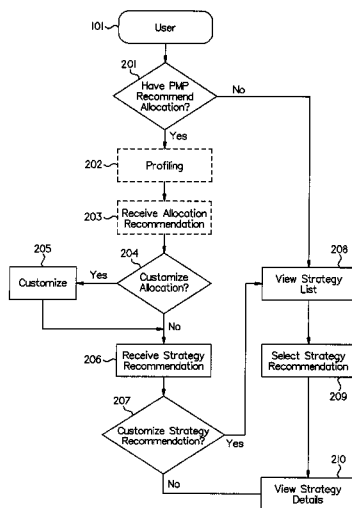 101
User
201
Have PMP
Recommend
Allocation?
No
Yes
202
Profiling
203
Receive Allocation
Recommendation
204
Customize
Allocation?
Yes
205
Customize
No
206
Receive Strategy
Recommendation
207
Customize Strategy
Recommendation?
Yes
No
208
View Strategy
List
Select Strategy
Recommendation
209
210
View Strategy
Details